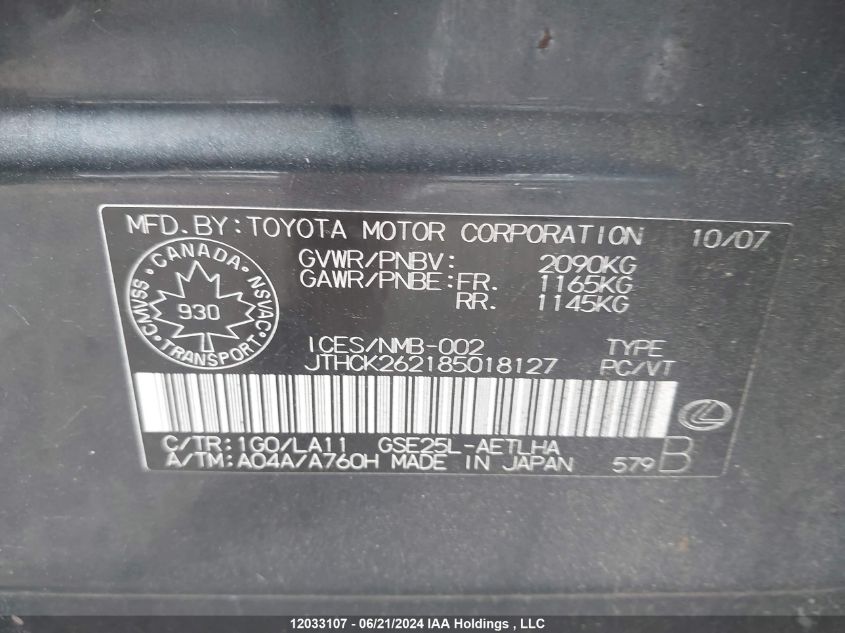 MFD.BY:TOYOTA MOTOR CORPORATION 10/07
GVWR/PNBV: 2090KG
GAWR/PNBE:FR. 1165KG
RR. 1145KG
CANADA
CMVSS 930 NSVAC
TRANSPORT
ICES/NMB-002 TYPE
JTHCK262185018127 PC/VT
C/TR:1G0/LA11 GSE25L-AETLHA
A/TM:A04A/A760H MADE IN JAPAN 579 B
12033107 - 06/21/2024 IAA Holdings , LLC